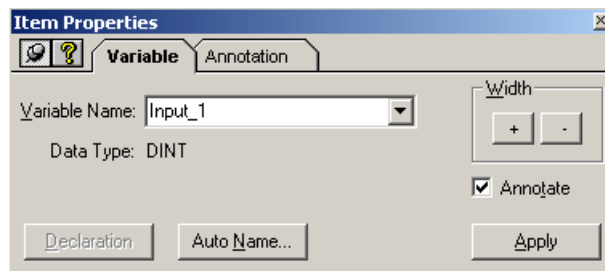 Item Properties
? Variable Annotation
Variable Name: Input_1
Width
+ -
Data Type: DINT
Annotate
Declaration Auto Name... Apply